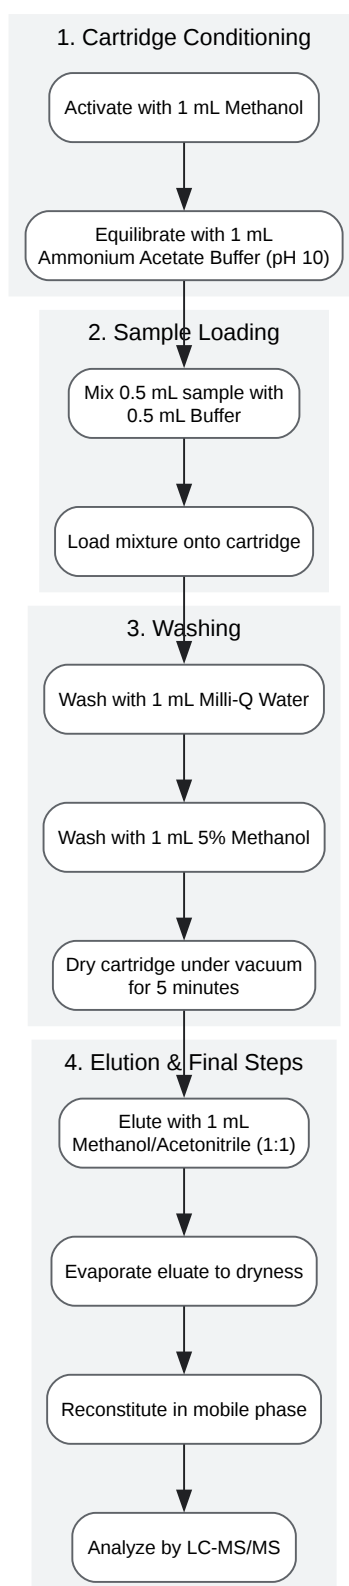 1. Cartridge Conditioning
Activate with 1 mL Methanol
Equilibrate with 1 mL
Ammonium Acetate Buffer (pH 10)
2. Sample Loading
Mix 0.5 mL sample with
0.5 mL Buffer
Load mixture onto cartridge
3. Washing
Wash with 1 mL Milli-Q Water
Wash with 1 mL 5% Methanol
Dry cartridge under vacuum
for 5 minutes
4. Elution & Final Steps
Elute with 1 mL
Methanol/Acetonitrile (1:1)
Evaporate eluate to dryness
Reconstitute in mobile phase
Analyze by LC-MS/MS